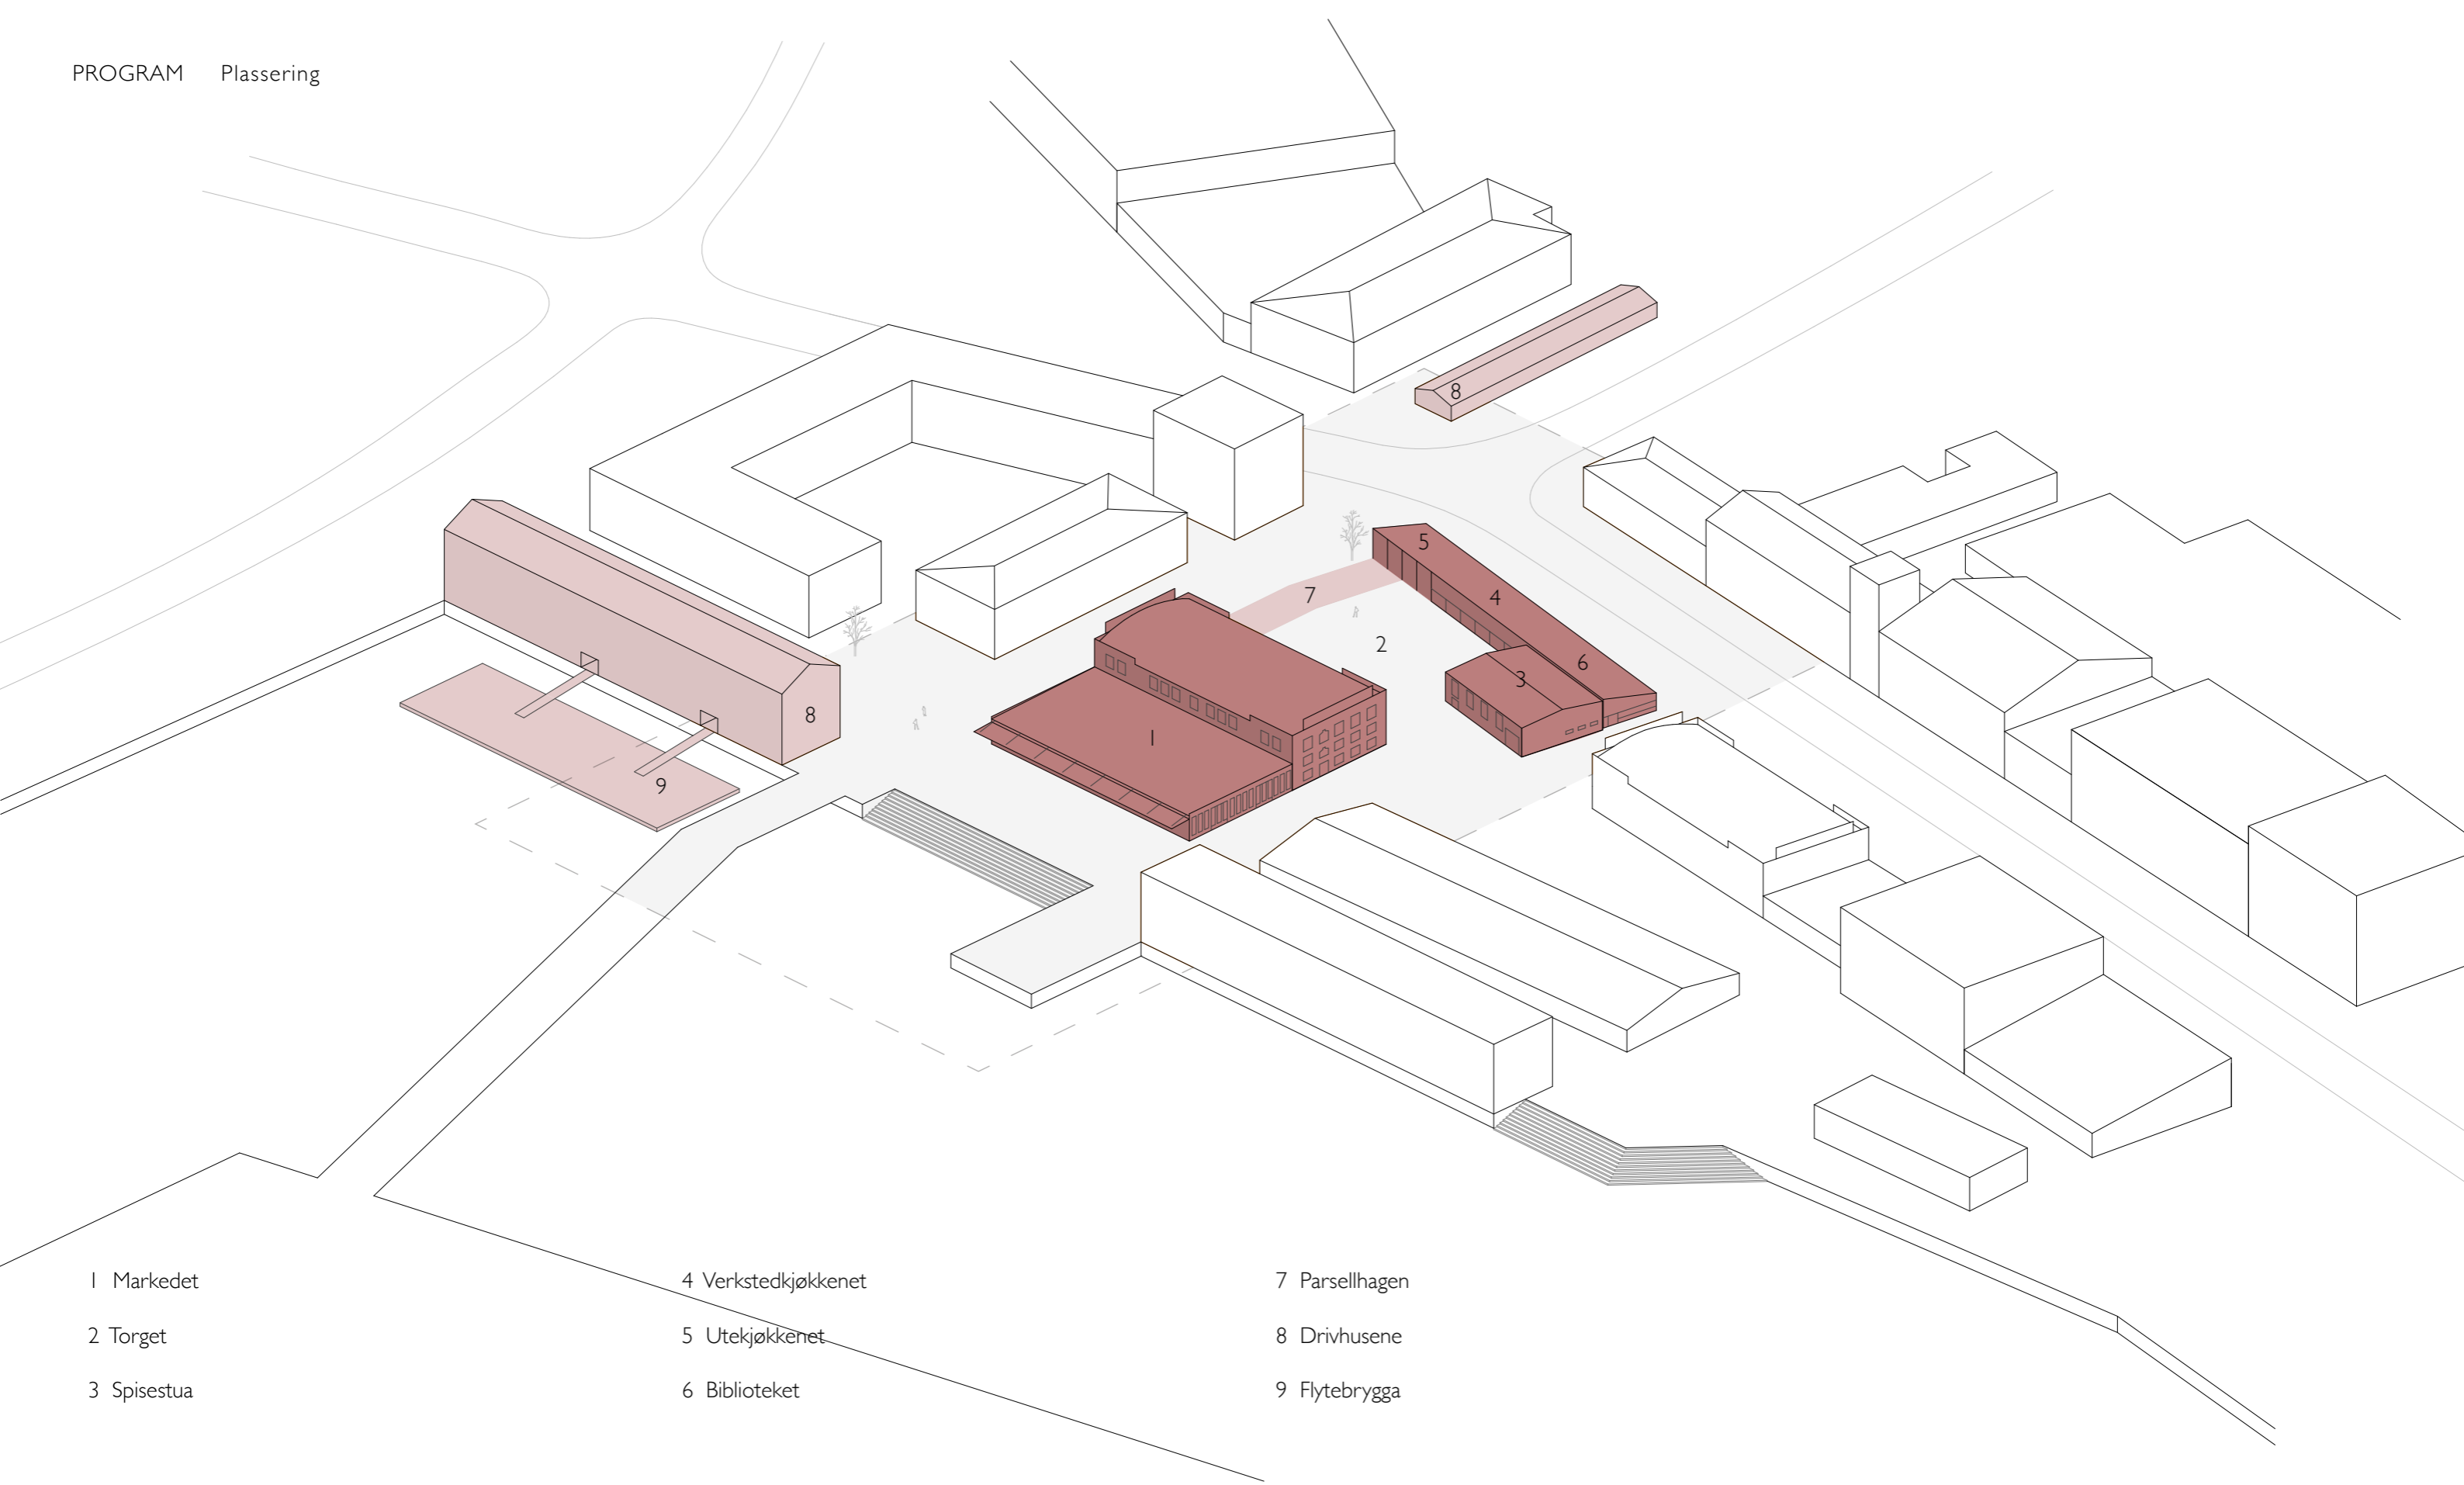 PROGRAM Plassering
8
5
7
4
2
6
3
8
1
9
1 Markedet
2 Torget
3 Spisestua
4 Verkstedkjøkkenet
5 Utekjøkkenet
6 Biblioteket
7 Parsellhagen
8 Drivhusene
9 Flytebrygga